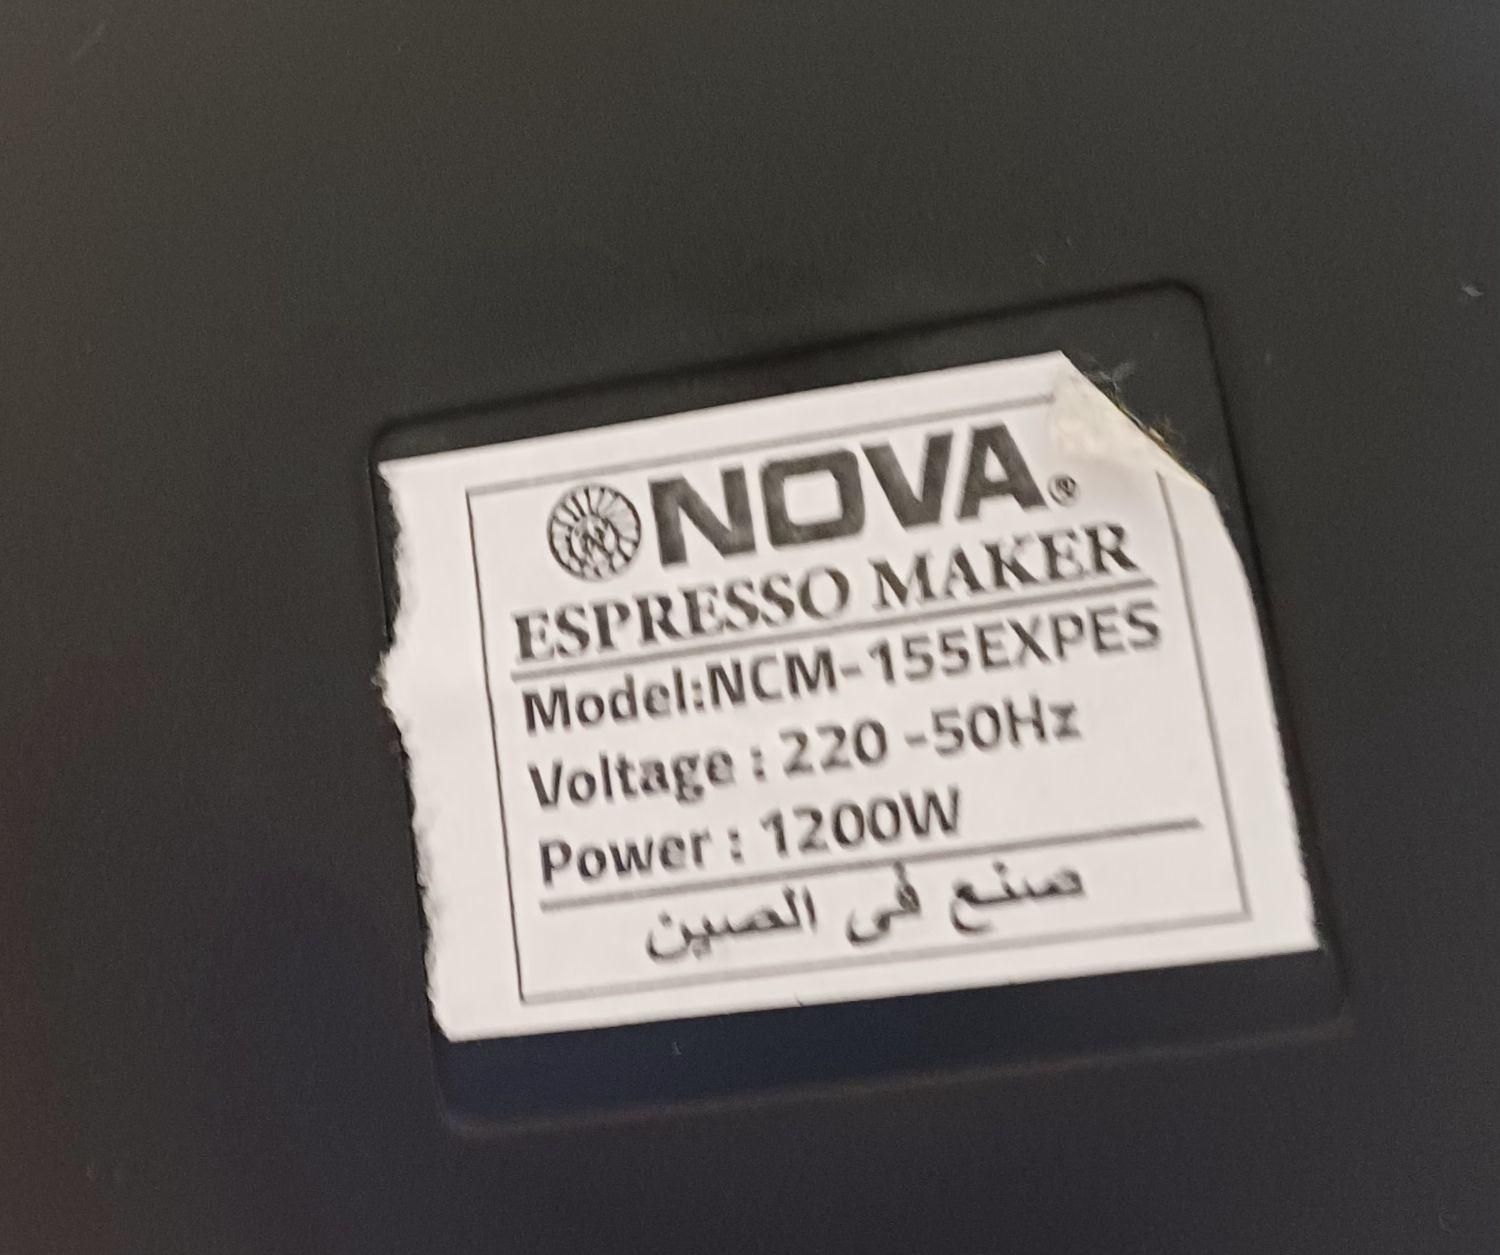 NOVA®
ESPRESSO MAKER
Model:NCM-155EXPES
Voltage : 220 -50Hz
Power : 1200W
صنع في الصين